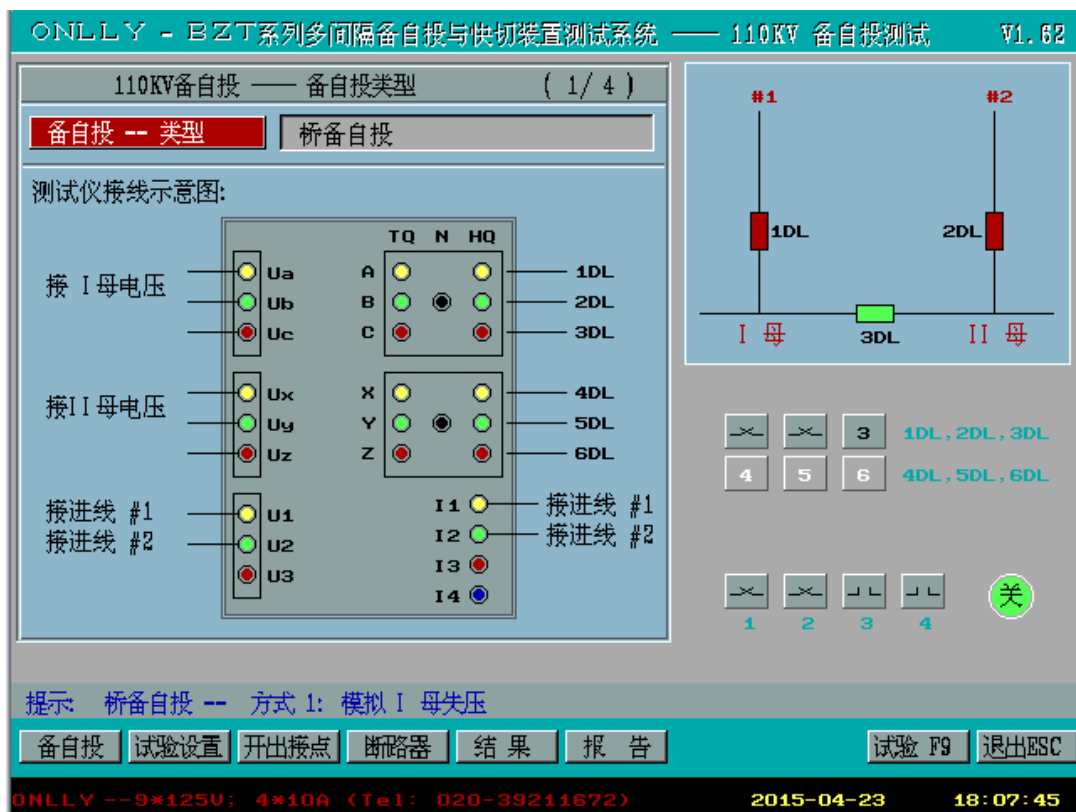 ONLLY - BZT系列多间隔备自投与快切装置测试系统 —— 110KV 备自投测试 V1.62
110KV备自投 —— 备自投类型 ( 1/ 4 )
备自投 -- 类型 桥备自投
测试仪接线示意图:
TQ N HQ
接 I 母电压
Ua A 1DL
Ub B 2DL
Uc C 3DL
接II母电压
Ux X 4DL
Uy Y 5DL
Uz Z 6DL
接进线 #1 U1 I1 接进线 #1
接进线 #2 U2 I2 接进线 #2
U3 I3
I4
#1 #2
1DL 2DL
I 母 3DL II 母
3 1DL,2DL,3DL
4 5 6 4DL,5DL,6DL
1 2 3 4 关
提示: 桥备自投 -- 方式 1: 模拟 I 母失压
备自投 试验设置 开出接点 断路器 结 果 报 告 试验 F9 退出ESC
ONLLY --9*125V; 4*10A (Tel: 020-39211672) 2015-04-23 18:07:45